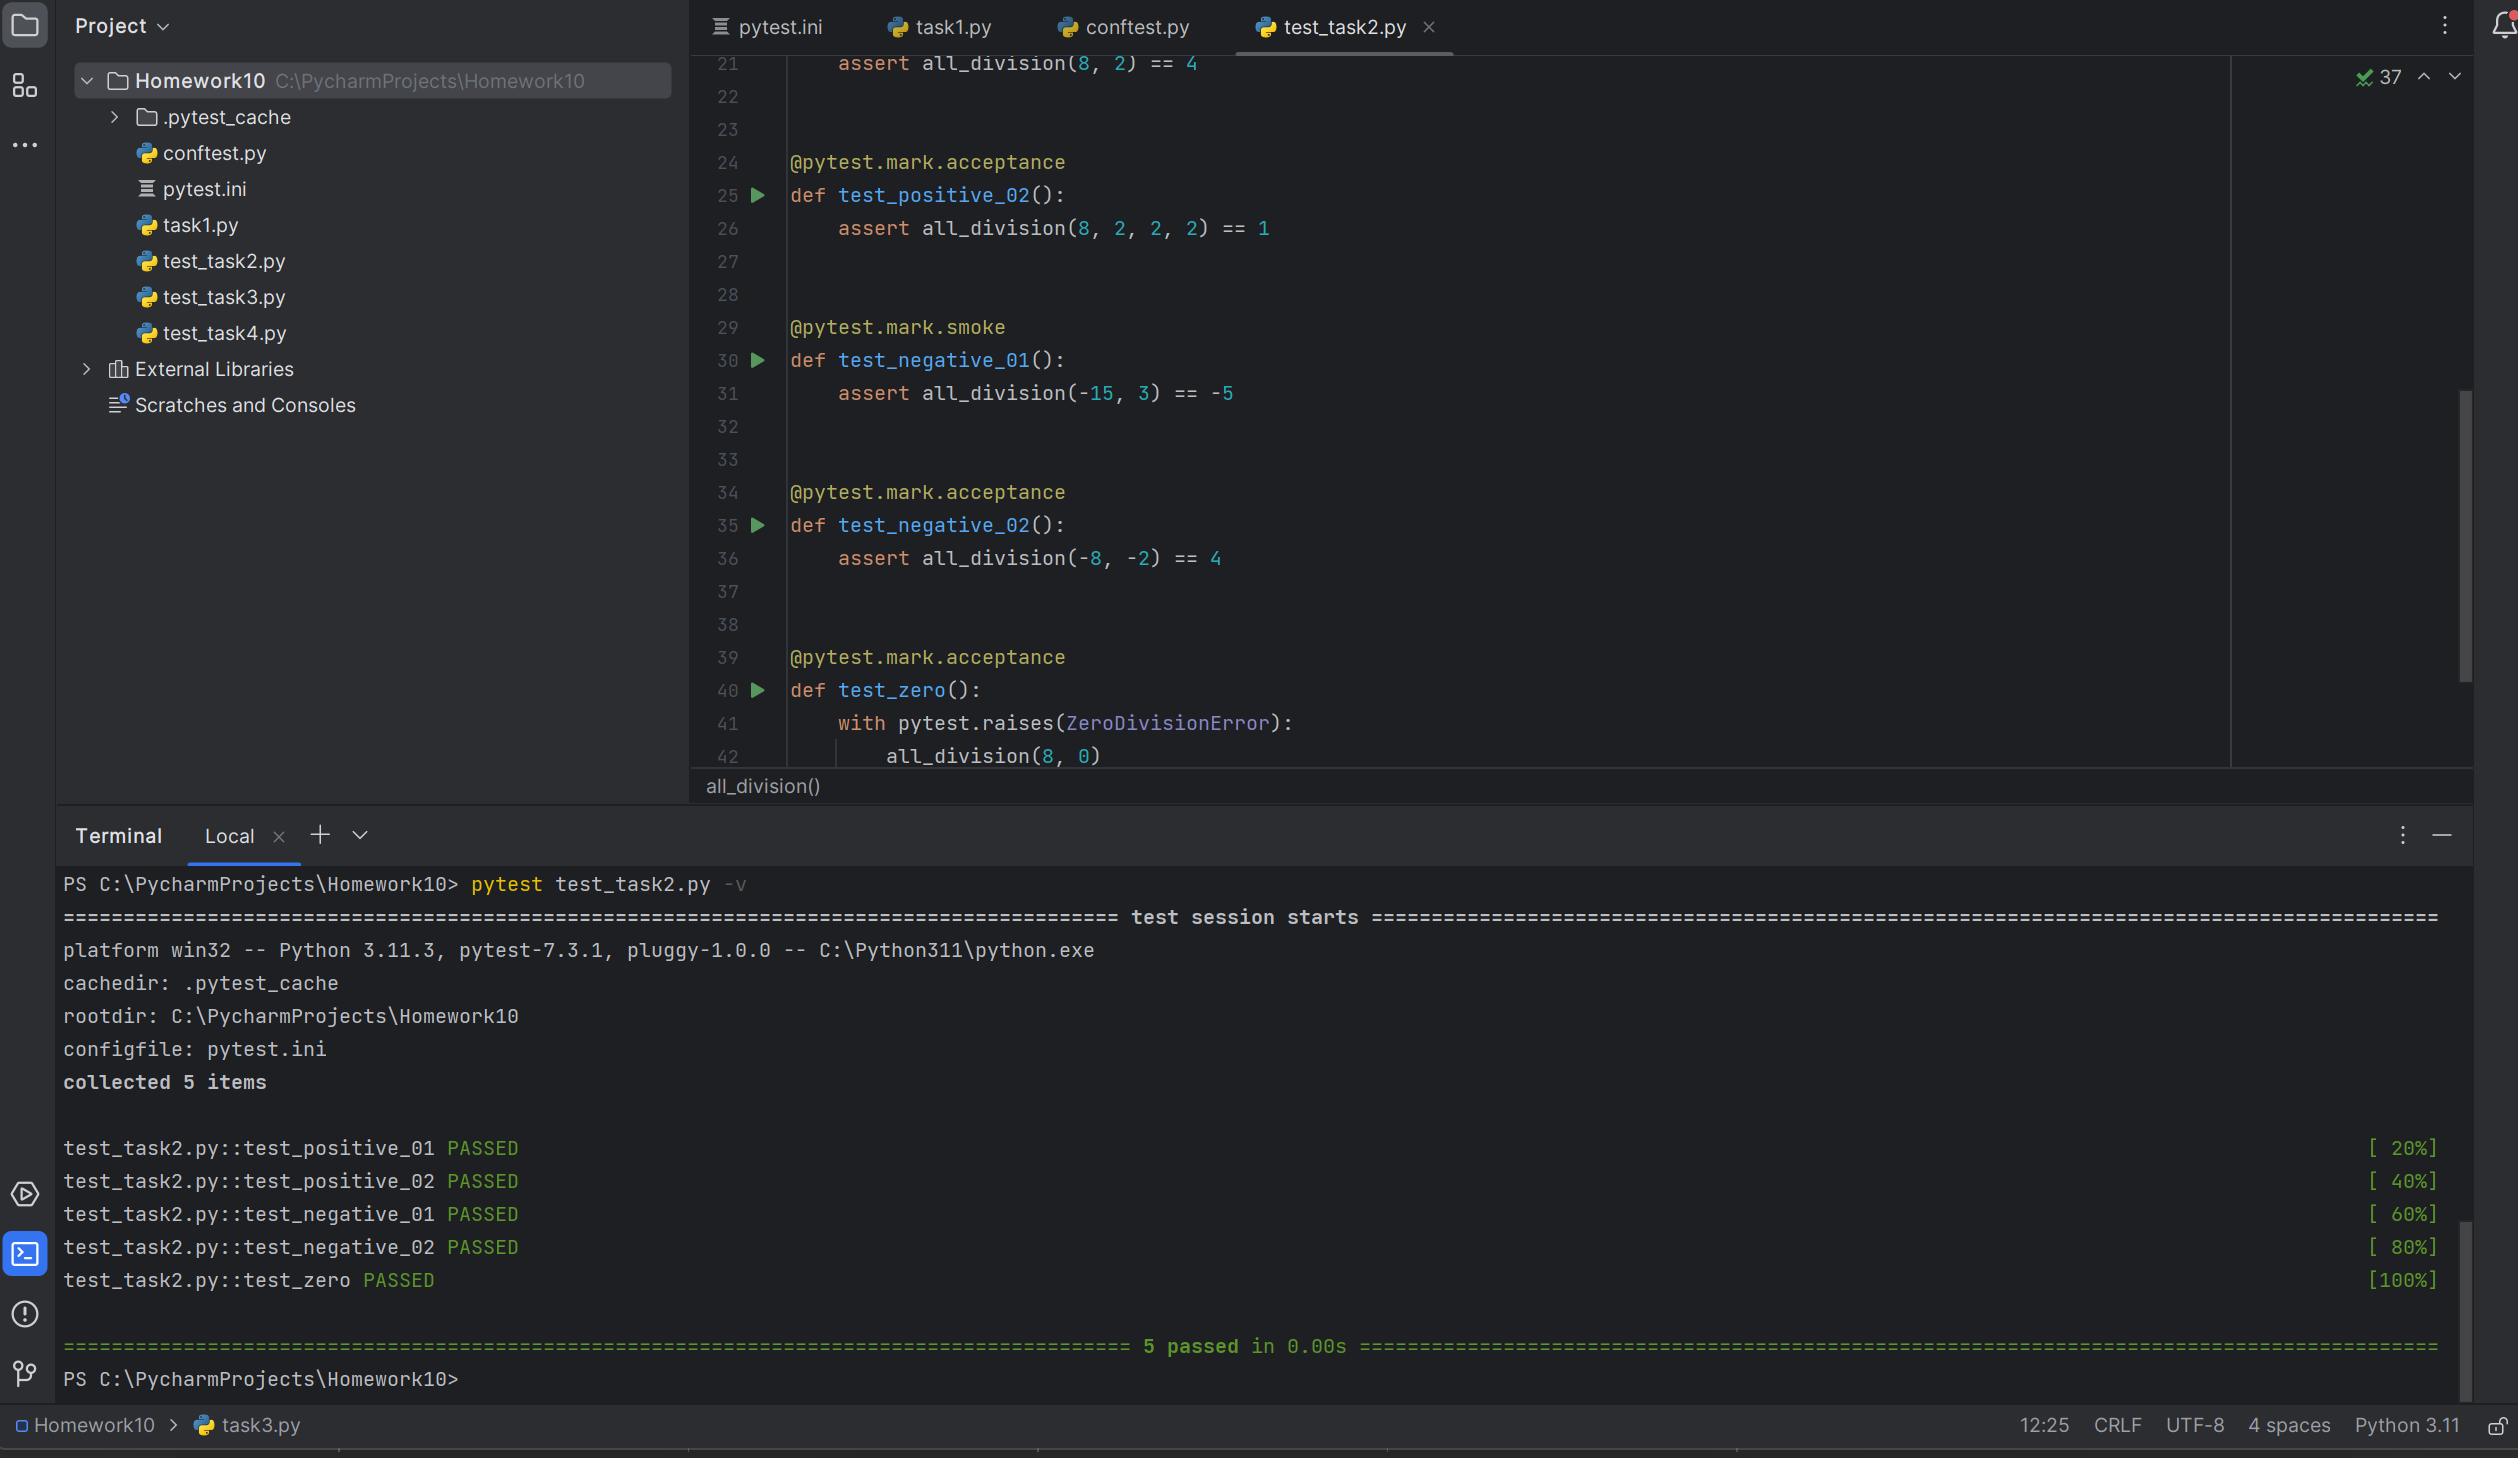 Project
Homework10 C:\PycharmProjects\Homework10
.pytest_cache
conftest.py
pytest.ini
task1.py
test_task2.py
test_task3.py
test_task4.py
External Libraries
Scratches and Consoles
pytest.ini task1.py conftest.py test_task2.py
37
21 assert all_division(8, 2) == 4
22
23
24 @pytest.mark.acceptance
25 def test_positive_02():
26 assert all_division(8, 2, 2, 2) == 1
27
28
29 @pytest.mark.smoke
30 def test_negative_01():
31 assert all_division(-15, 3) == -5
32
33
34 @pytest.mark.acceptance
35 def test_negative_02():
36 assert all_division(-8, -2) == 4
37
38
39 @pytest.mark.acceptance
40 def test_zero():
41 with pytest.raises(ZeroDivisionError):
42 all_division(8, 0)
all_division()
Terminal Local
PS C:\PycharmProjects\Homework10> pytest test_task2.py -v
======================================================================================== test session starts =========================================================================================
platform win32 -- Python 3.11.3, pytest-7.3.1, pluggy-1.0.0 -- C:\Python311\python.exe
cachedir: .pytest_cache
rootdir: C:\PycharmProjects\Homework10
configfile: pytest.ini
collected 5 items
test_task2.py::test_positive_01 PASSED [ 20%]
test_task2.py::test_positive_02 PASSED [ 40%]
test_task2.py::test_negative_01 PASSED [ 60%]
test_task2.py::test_negative_02 PASSED [ 80%]
test_task2.py::test_zero PASSED [100%]
========================================================================================= 5 passed in 0.00s ==========================================================================================
PS C:\PycharmProjects\Homework10>
Homework10 > task3.py
12:25 CRLF UTF-8 4 spaces Python 3.11